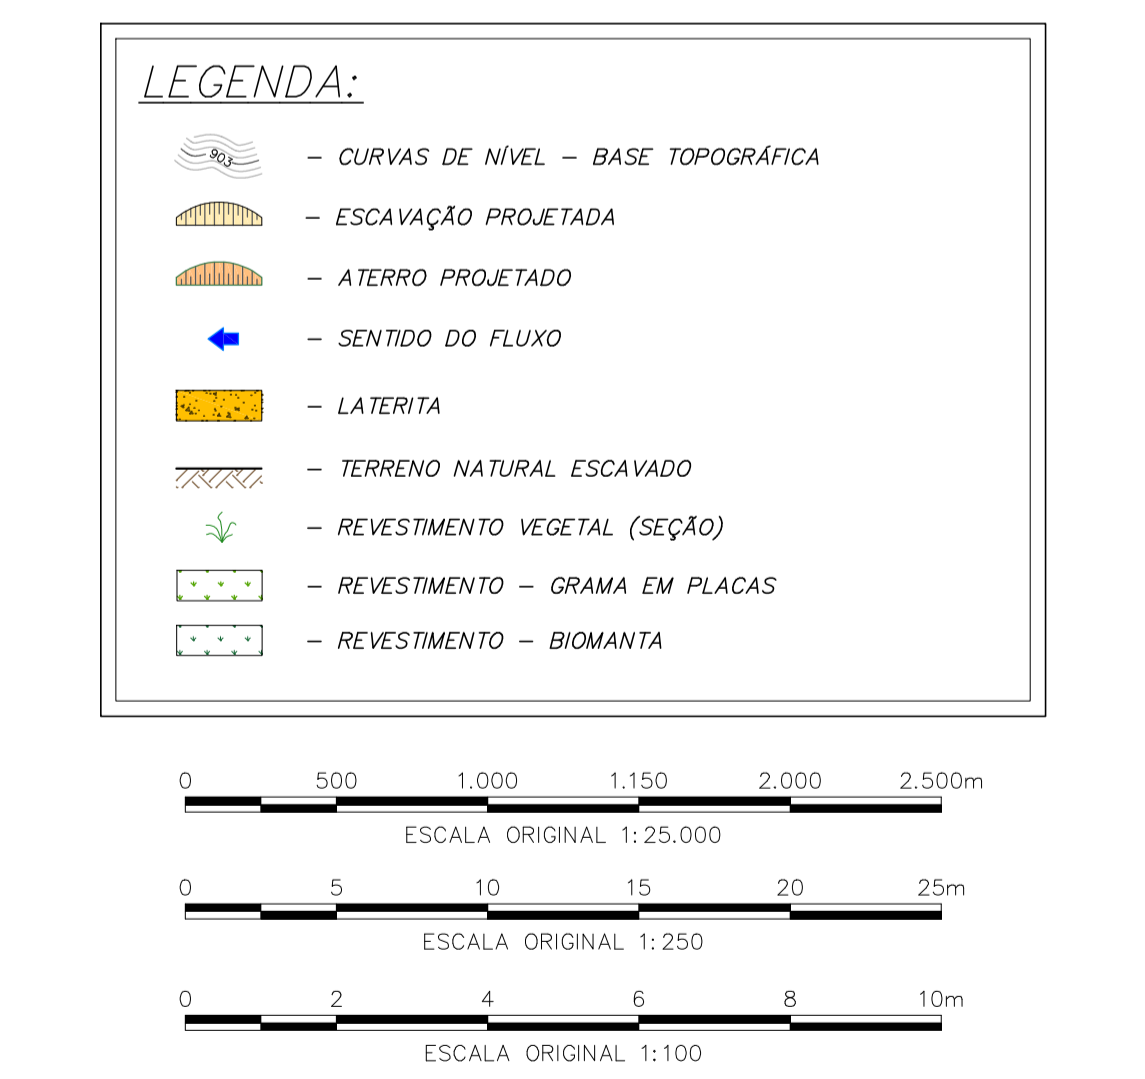 LEGENDA:
903 – CURVAS DE NÍVEL – BASE TOPOGRÁFICA
– ESCAVAÇÃO PROJETADA
– ATERRO PROJETADO
– SENTIDO DO FLUXO
– LATERITA
– TERRENO NATURAL ESCAVADO
– REVESTIMENTO VEGETAL (SEÇÃO)
– REVESTIMENTO – GRAMA EM PLACAS
– REVESTIMENTO – BIOMANTA
0 500 1.000 1.150 2.000 2.500m
ESCALA ORIGINAL 1:25.000
0 5 10 15 20 25m
ESCALA ORIGINAL 1:250
0 2 4 6 8 10m
ESCALA ORIGINAL 1:100